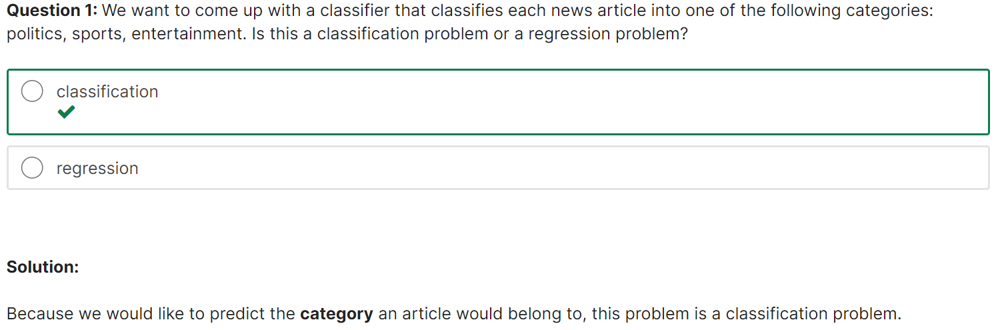 Question 1: We want to come up with a classifier that classifies each news article into one of the following categories:
politics, sports, entertainment. Is this a classification problem or a regression problem?
classification
regression
Solution:
Because we would like to predict the category an article would belong to, this problem is a classification problem.